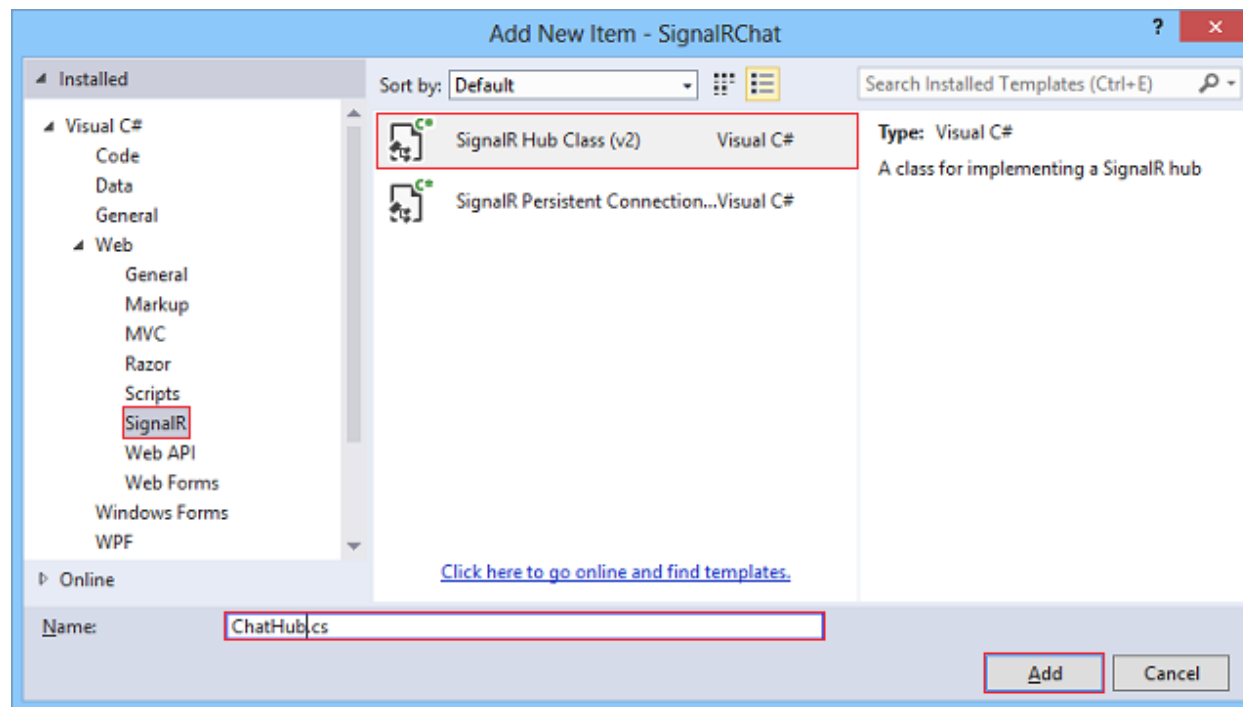 Add New Item - SignalRChat
?
Installed
Sort by: Default
Search Installed Templates (Ctrl+E)
Visual C#
Code
Data
General
Web
General
Markup
MVC
Razor
Scripts
SignalR
Web API
Web Forms
Windows Forms
WPF
Online
C#
SignalR Hub Class (v2) Visual C#
C#
SignalR Persistent Connection...Visual C#
Click here to go online and find templates.
Type: Visual C#
A class for implementing a SignalR hub
Name: ChatHub.cs
Add Cancel